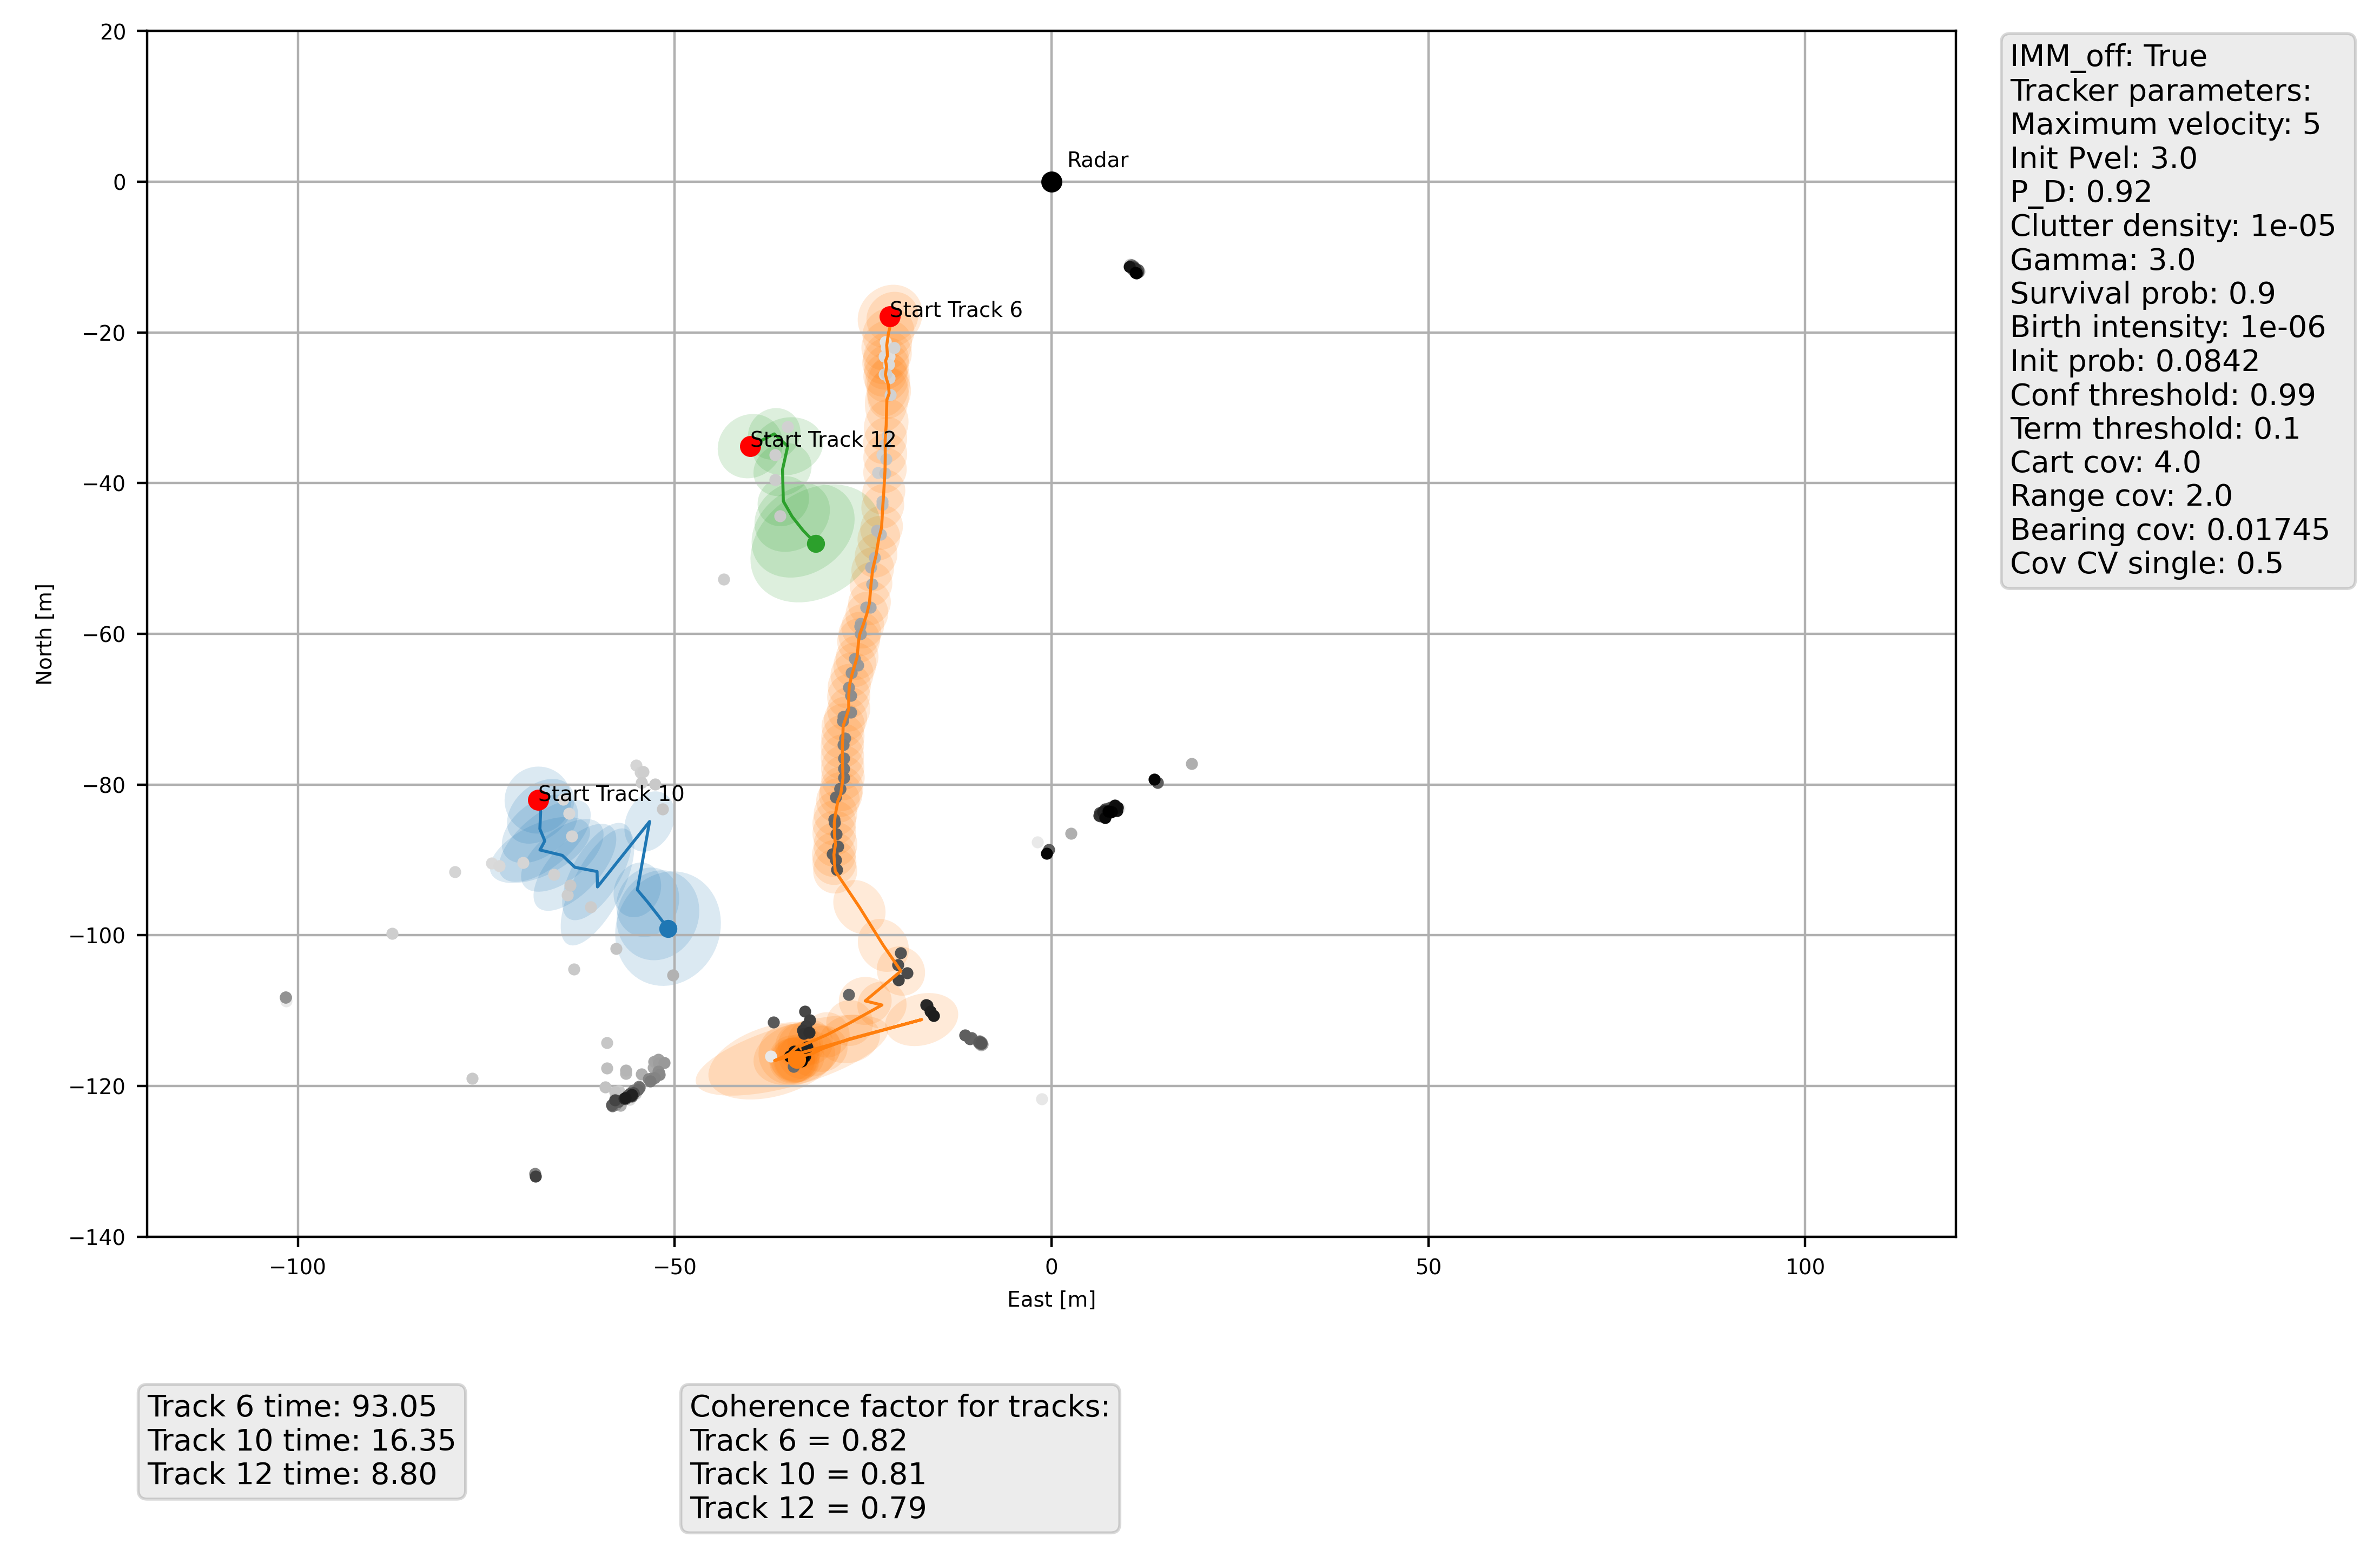 20
0
−20
−40
−60
−80
−100
−120
−140
North [m]
−100
−50
0
50
100
East [m]
Radar
Start Track 6
Start Track 12
Start Track 10
IMM_off: True
Tracker parameters:
Maximum velocity: 5
Init Pvel: 3.0
P_D: 0.92
Clutter density: 1e-05
Gamma: 3.0
Survival prob: 0.9
Birth intensity: 1e-06
Init prob: 0.0842
Conf threshold: 0.99
Term threshold: 0.1
Cart cov: 4.0
Range cov: 2.0
Bearing cov: 0.01745
Cov CV single: 0.5
Track 6 time: 93.05
Track 10 time: 16.35
Track 12 time: 8.80
Coherence factor for tracks:
Track 6 = 0.82
Track 10 = 0.81
Track 12 = 0.79